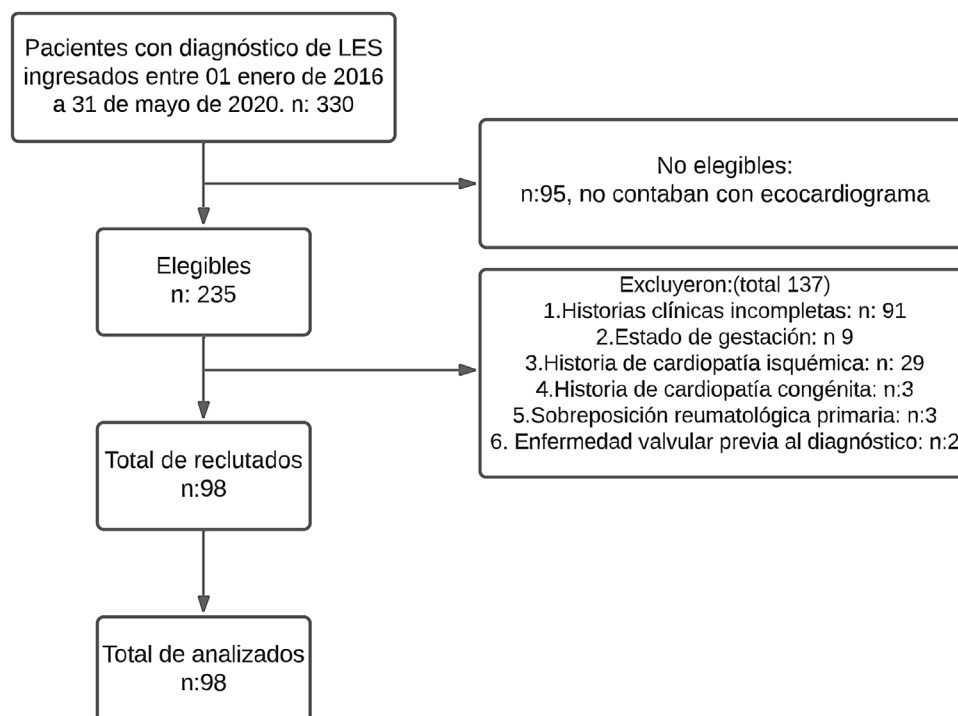 Pacientes con diagnóstico de LES
ingresados entre 01 enero de 2016
a 31 de mayo de 2020. n: 330
No elegibles:
n:95, no contaban con ecocardiograma
Elegibles
n: 235
Excluyeron:(total 137)
1.Historias clínicas incompletas: n: 91
2.Estado de gestación: n 9
3.Historia de cardiopatía isquémica: n: 29
4.Historia de cardiopatía congénita: n:3
5.Sobreposición reumatológica primaria: n:3
6. Enfermedad valvular previa al diagnóstico: n:2
Total de reclutados
n:98
Total de analizados
n:98